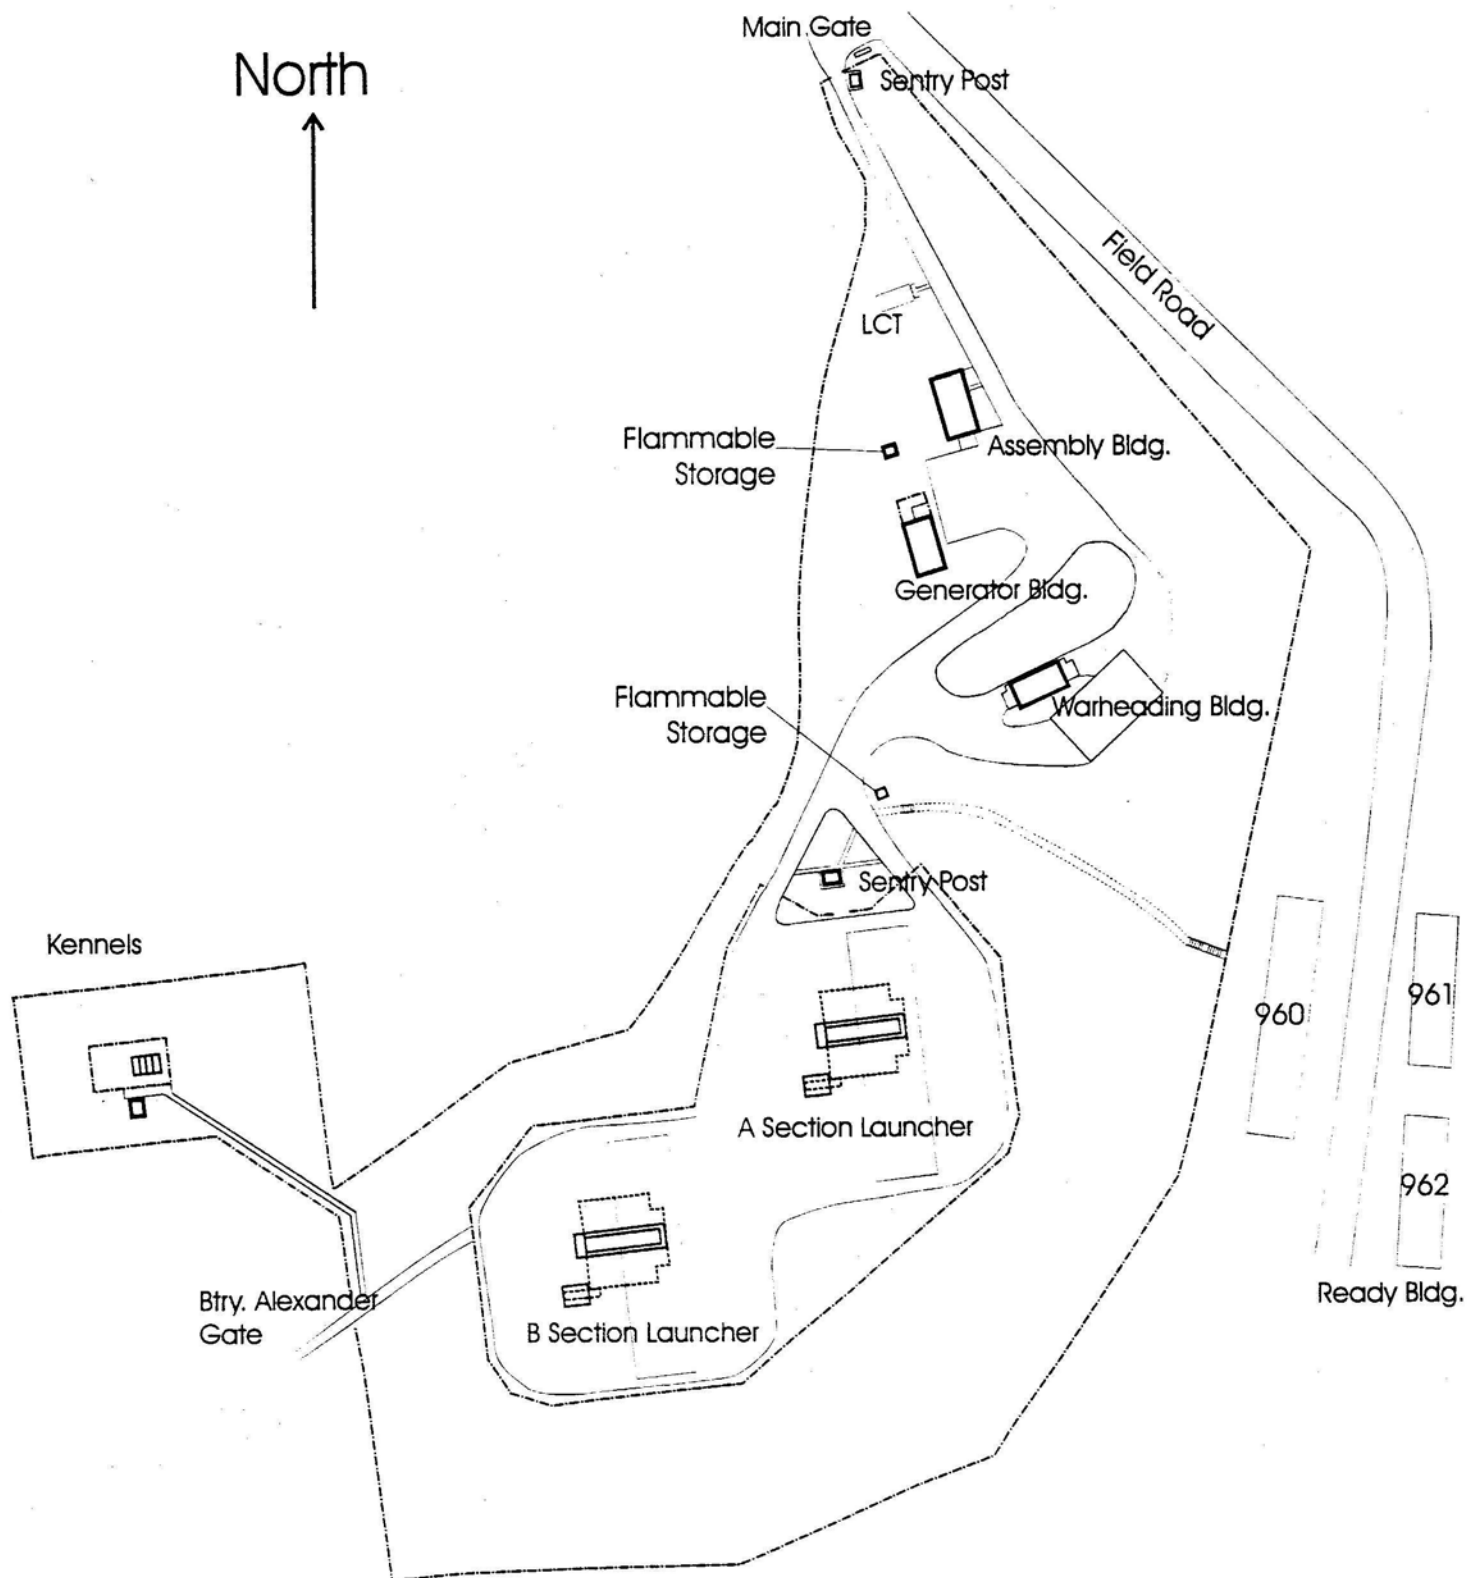 Main Gate
North
Sentry Post
Field Road
LCT
Flammable
Storage
Assembly Bldg.
Generator Bldg.
Flammable
Storage
Warheading Bldg.
Sentry Post
Kennels
960
961
A Section Launcher
962
Btry. Alexander
Gate
Ready Bldg.
B Section Launcher